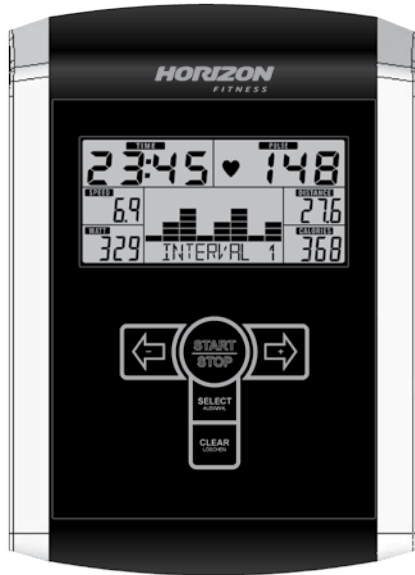 HORIZON
FITNESS
TIME PULSE
23:45 148
SPEED DISTANCE
6.9 27.6
WATT CALORIES
329 INTERVAL 1 368
- START +
STOP
SELECT
AUSWAHL
CLEAR
LÖSCHEN